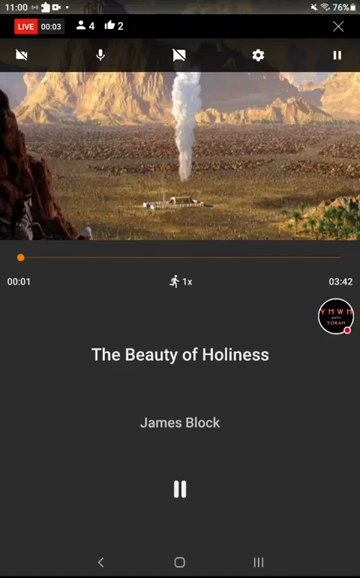 11:00
76%
LIVE 00:03 4 2
00:01 1x 03:42
YHWH
WITH
TORAH
The Beauty of Holiness
James Block